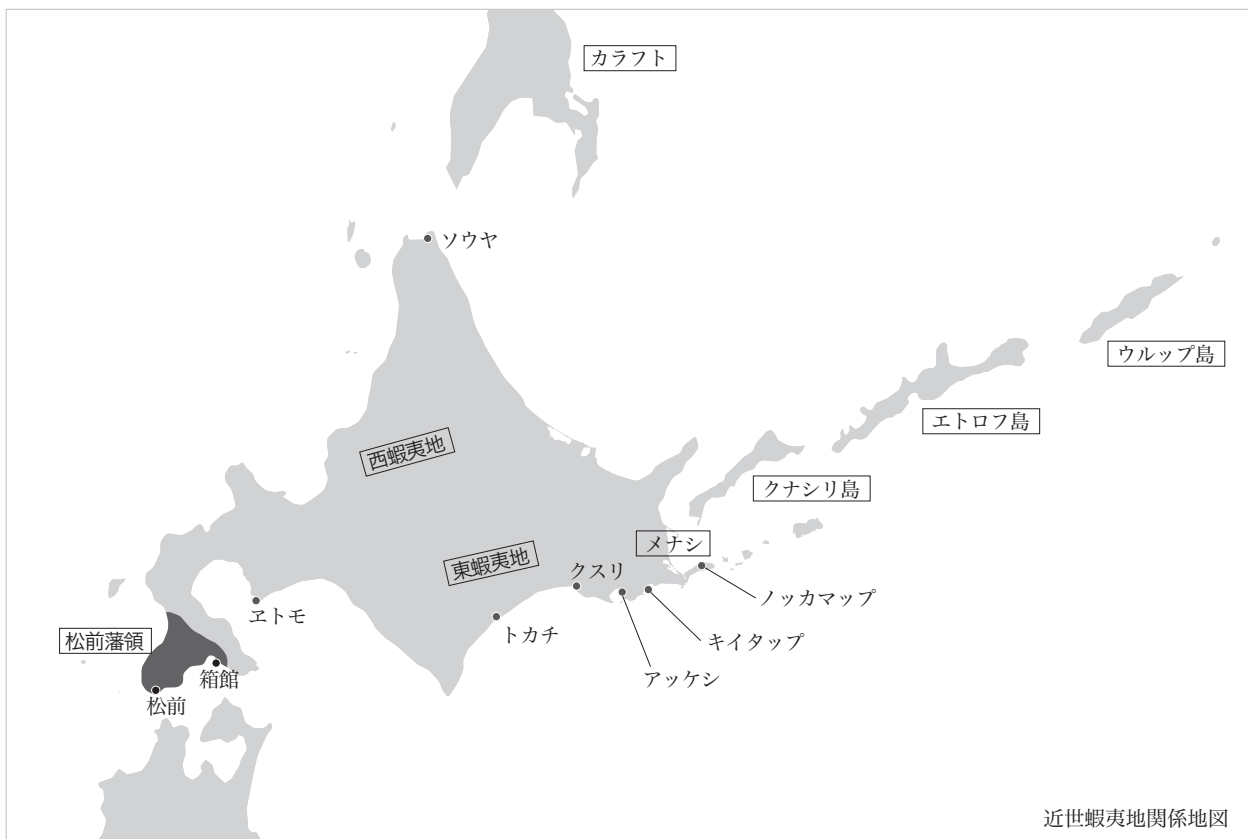 カラフト
ソウヤ
ウルップ島
エトロフ島
西蝦夷地
クナシリ島
メナシ
東蝦夷地
クスリ
ノッカマップ
ヱトモ
トカチ
キイタップ
松前藩領
箱館
アッケシ
松前
近世蝦夷地関係地図